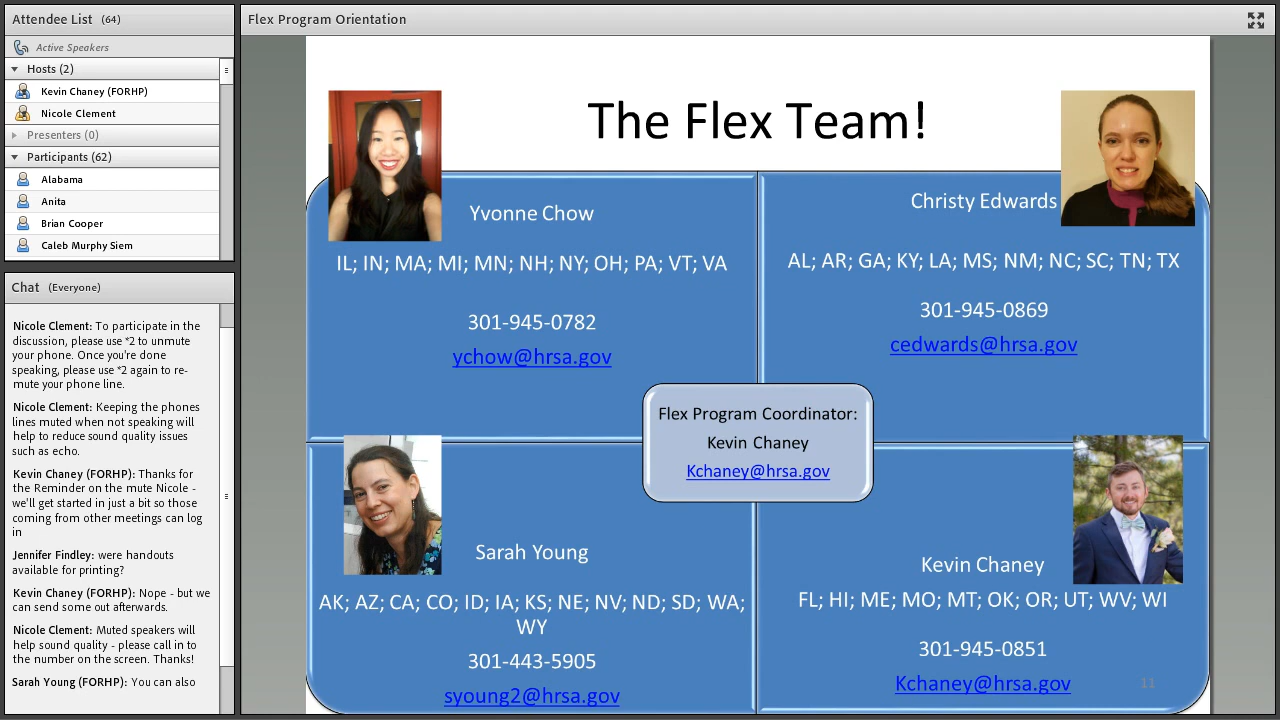 Attendee List (64)
Active Speakers
Hosts (2)
Kevin Chaney (FORHP)
Nicole Clement
Presenters (0)
Participants (62)
Alabama
Anita
Brian Cooper
Caleb Murphy Siem
Chat (Everyone)
Nicole Clement: To participate in the
discussion, please use *2 to unmute
your phone. Once you're done
speaking, please use *2 again to re-
mute your phone line.
Nicole Clement: Keeping the phones
lines muted when not speaking will
help to reduce sound quality issues
such as echo.
Kevin Chaney (FORHP): Thanks for
the Reminder on the mute Nicole -
we'll get started in just a bit so those
coming from other meetings can log
in
Jennifer Findley: were handouts
available for printing?
Kevin Chaney (FORHP): Nope - but we
can send some out afterwards.
Nicole Clement: Muted speakers will
help sound quality - please call in to
the number on the screen. Thanks!
Sarah Young (FORHP): You can also
Flex Program Orientation
The Flex Team!
Yvonne Chow
IL; IN; MA; MI; MN; NH; NY; OH; PA; VT; VA
301-945-0782
ychow@hrsa.gov
Christy Edwards
AL; AR; GA; KY; LA; MS; NM; NC; SC; TN; TX
301-945-0869
cedwards@hrsa.gov
Flex Program Coordinator:
Kevin Chaney
Kchaney@hrsa.gov
Sarah Young
AK; AZ; CA; CO; ID; IA; KS; NE; NV; ND; SD; WA;
WY
301-443-5905
syoung2@hrsa.gov
Kevin Chaney
FL; HI; ME; MO; MT; OK; OR; UT; WV; WI
301-945-0851
Kchaney@hrsa.gov
11